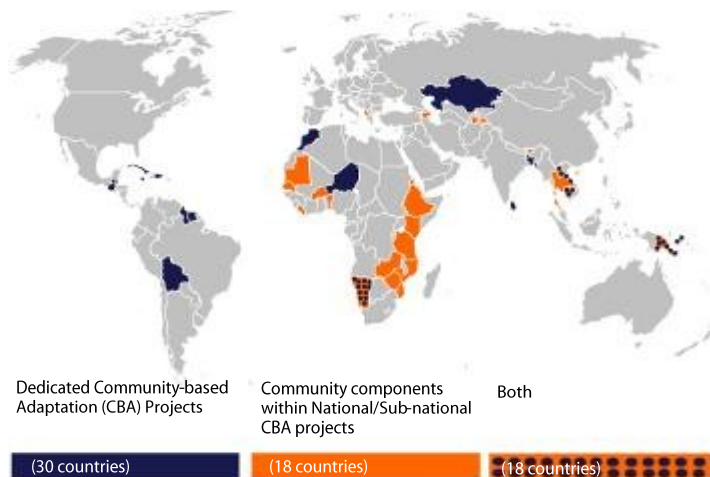 Dedicated Community-based
Adaptation (CBA) Projects
Community components
within National/Sub-national
CBA projects
Both
(30 countries)
(18 countries)
(18 countries)